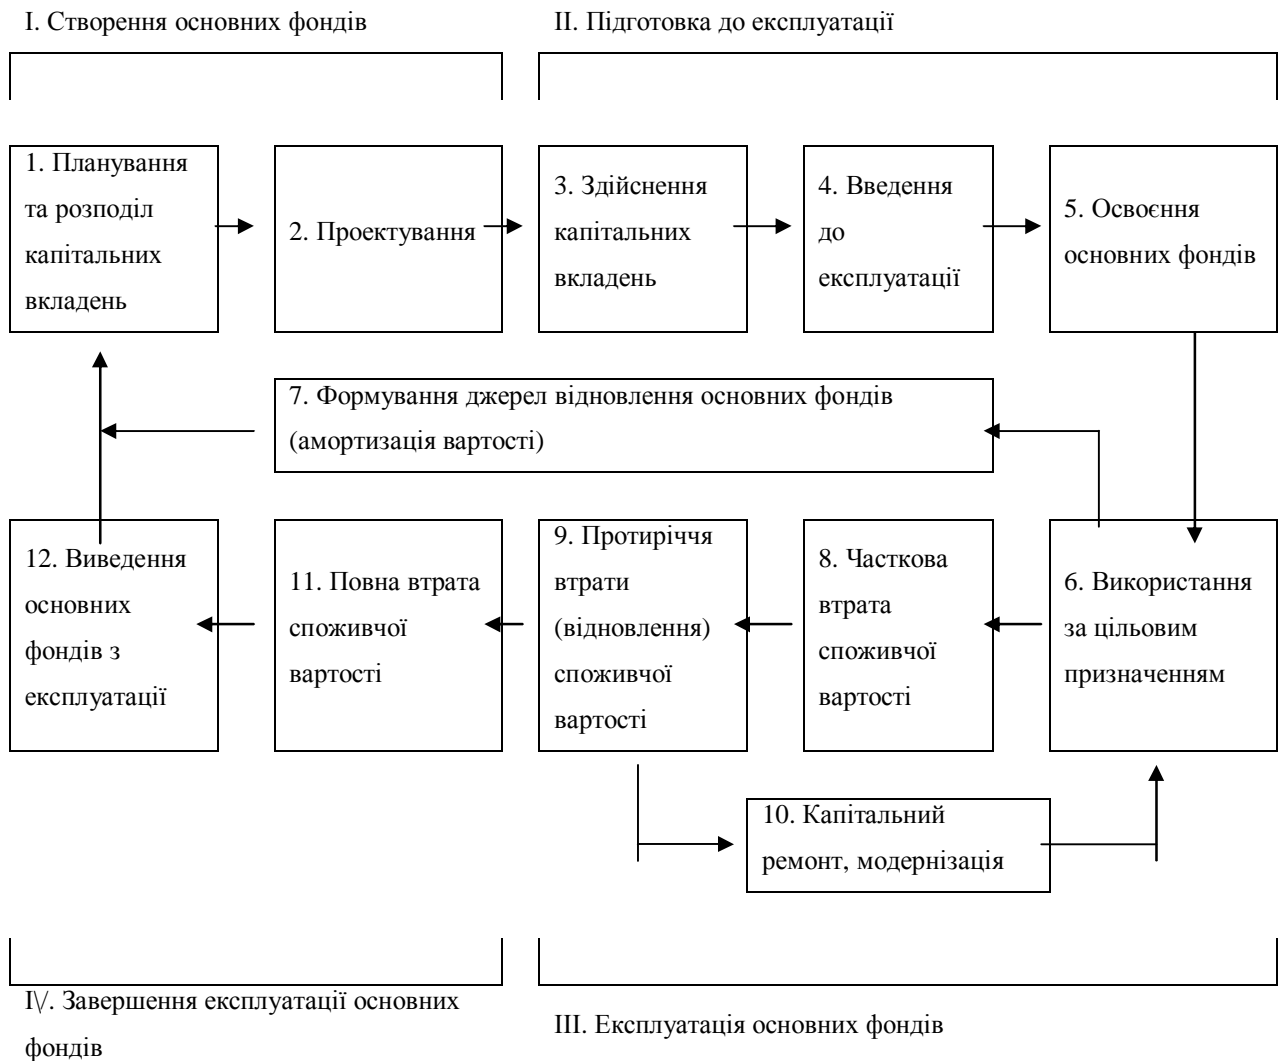 I. Створення основних фондів
II. Підготовка до експлуатації
1. Планування
та розподіл
капітальних
вкладень
2. Проектування
3. Здійснення
капітальних
вкладень
4. Введення
до
експлуатації
5. Освоєння
основних фондів
7. Формування джерел відновлення основних фондів
(амортизація вартості)
12. Виведення
основних
фондів з
експлуатації
11. Повна втрата
споживчої
вартості
9. Протиріччя
втрати
(відновлення)
споживчої
вартості
8. Часткова
втрата
споживчої
вартості
6. Використання
за цільовим
призначенням
10. Капітальний
ремонт, модернізація
I\/. Завершення експлуатації основних
фондів
III. Експлуатація основних фондів